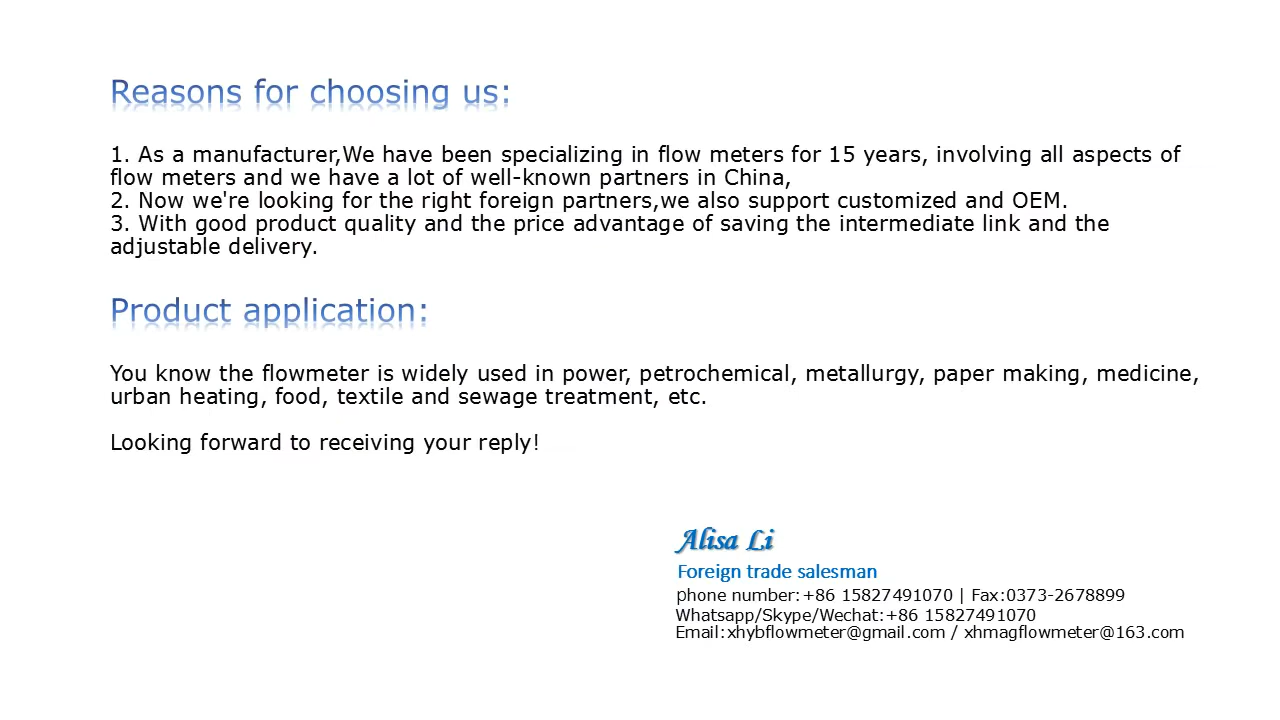 Reasons for choosing us:
1. As a manufacturer,We have been specializing in flow meters for 15 years, involving all aspects of
flow meters and we have a lot of well-known partners in China,
2. Now we're looking for the right foreign partners,we also support customized and OEM.
3. With good product quality and the price advantage of saving the intermediate link and the
adjustable delivery.
Product application:
You know the flowmeter is widely used in power, petrochemical, metallurgy, paper making, medicine,
urban heating, food, textile and sewage treatment, etc.
Looking forward to receiving your reply!
Alisa Li
Foreign trade salesman
phone number:+86 15827491070 | Fax:0373-2678899
Whatsapp/Skype/Wechat:+86 15827491070
Email:xhybflowmeter@gmail.com / xhmagflowmeter@163.com